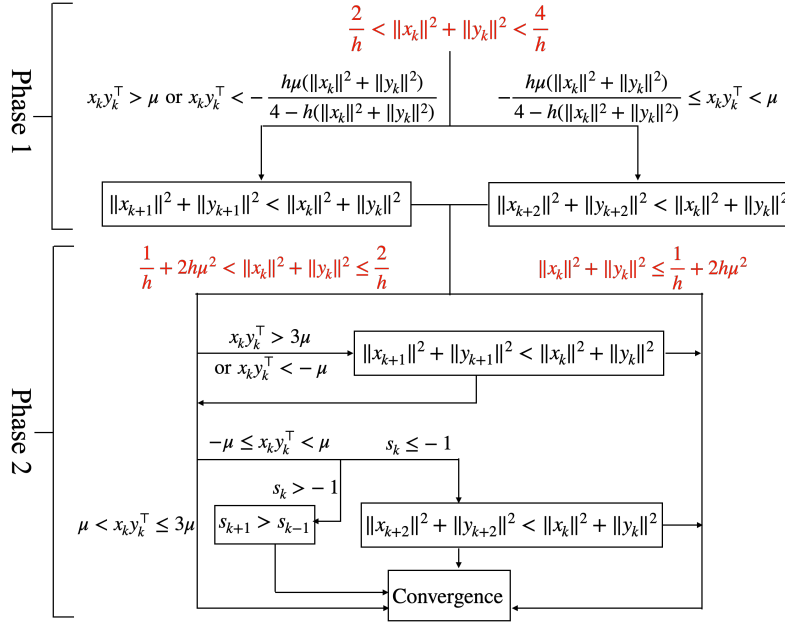 Phase 1
2/h < ‖x_k‖² + ‖y_k‖² < 4/h
x_k y_k^⊤ > μ or x_k y_k^⊤ < − hμ(‖x_k‖² + ‖y_k‖²) / 4 − h(‖x_k‖² + ‖y_k‖²)
− hμ(‖x_k‖² + ‖y_k‖²) / 4 − h(‖x_k‖² + ‖y_k‖²) ≤ x_k y_k^⊤ < μ
‖x_{k+1}‖² + ‖y_{k+1}‖² < ‖x_k‖² + ‖y_k‖²
‖x_{k+2}‖² + ‖y_{k+2}‖² < ‖x_k‖² + ‖y_k‖²
Phase 2
1/h + 2hμ² < ‖x_k‖² + ‖y_k‖² ≤ 2/h
‖x_k‖² + ‖y_k‖² ≤ 1/h + 2hμ²
x_k y_k^⊤ > 3μ
or x_k y_k^⊤ < − μ
‖x_{k+1}‖² + ‖y_{k+1}‖² < ‖x_k‖² + ‖y_k‖²
−μ ≤ x_k y_k^⊤ < μ
s_k ≤ − 1
s_k > − 1
μ < x_k y_k^⊤ ≤ 3μ
s_{k+1} > s_{k−1}
‖x_{k+2}‖² + ‖y_{k+2}‖² < ‖x_k‖² + ‖y_k‖²
Convergence